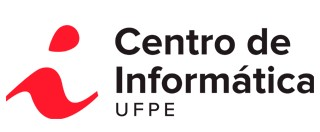 Centro de
Informática
UFPE